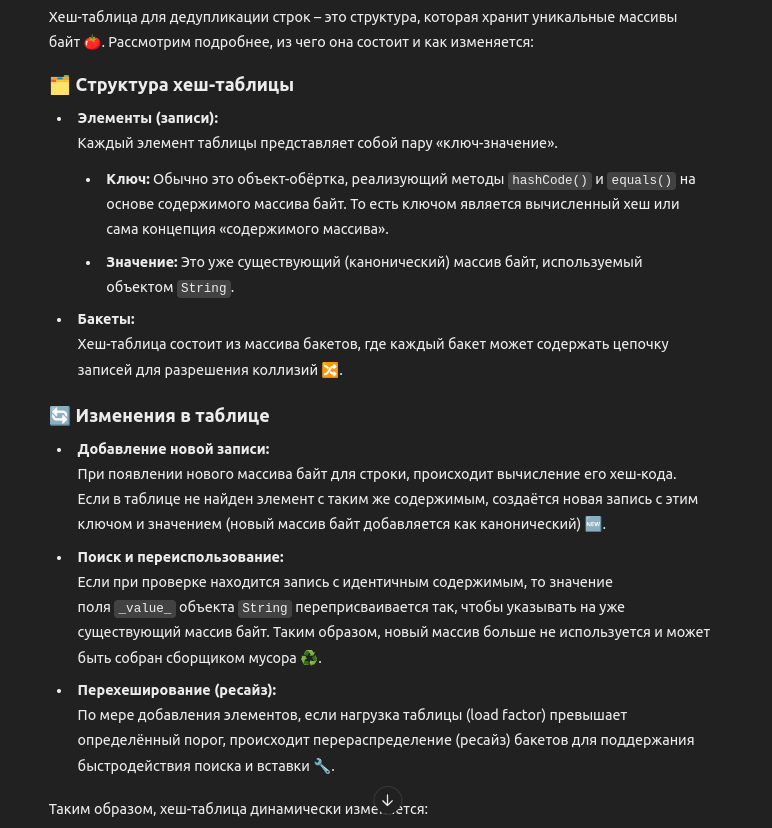 Хеш-таблица для дедупликации строк – это структура, которая хранит уникальные массивы
байт 🍅. Рассмотрим подробнее, из чего она состоит и как изменяется:
🗂️ Структура хеш-таблицы
• Элементы (записи):
Каждый элемент таблицы представляет собой пару «ключ-значение».
• Ключ: Обычно это объект-обёртка, реализующий методы hashCode() и equals() на
основе содержимого массива байт. То есть ключом является вычисленный хеш или
сама концепция «содержимого массива».
• Значение: Это уже существующий (канонический) массив байт, используемый
объектом String.
• Бакеты:
Хеш-таблица состоит из массива бакетов, где каждый бакет может содержать цепочку
записей для разрешения коллизий 🔀.
🔄 Изменения в таблице
• Добавление новой записи:
При появлении нового массива байт для строки, происходит вычисление его хеш-кода.
Если в таблице не найден элемент с таким же содержимым, создаётся новая запись с этим
ключом и значением (новый массив байт добавляется как канонический) 🆕.
• Поиск и переиспользование:
Если при проверке находится запись с идентичным содержимым, то значение
поля _value_ объекта String переприсваивается так, чтобы указывать на уже
существующий массив байт. Таким образом, новый массив больше не используется и может
быть собран сборщиком мусора ♻️.
• Перехеширование (ресайз):
По мере добавления элементов, если нагрузка таблицы (load factor) превышает
определённый порог, происходит перераспределение (ресайз) бакетов для поддержания
быстродействия поиска и вставки 🔧.
Таким образом, хеш-таблица динамически изменяется: